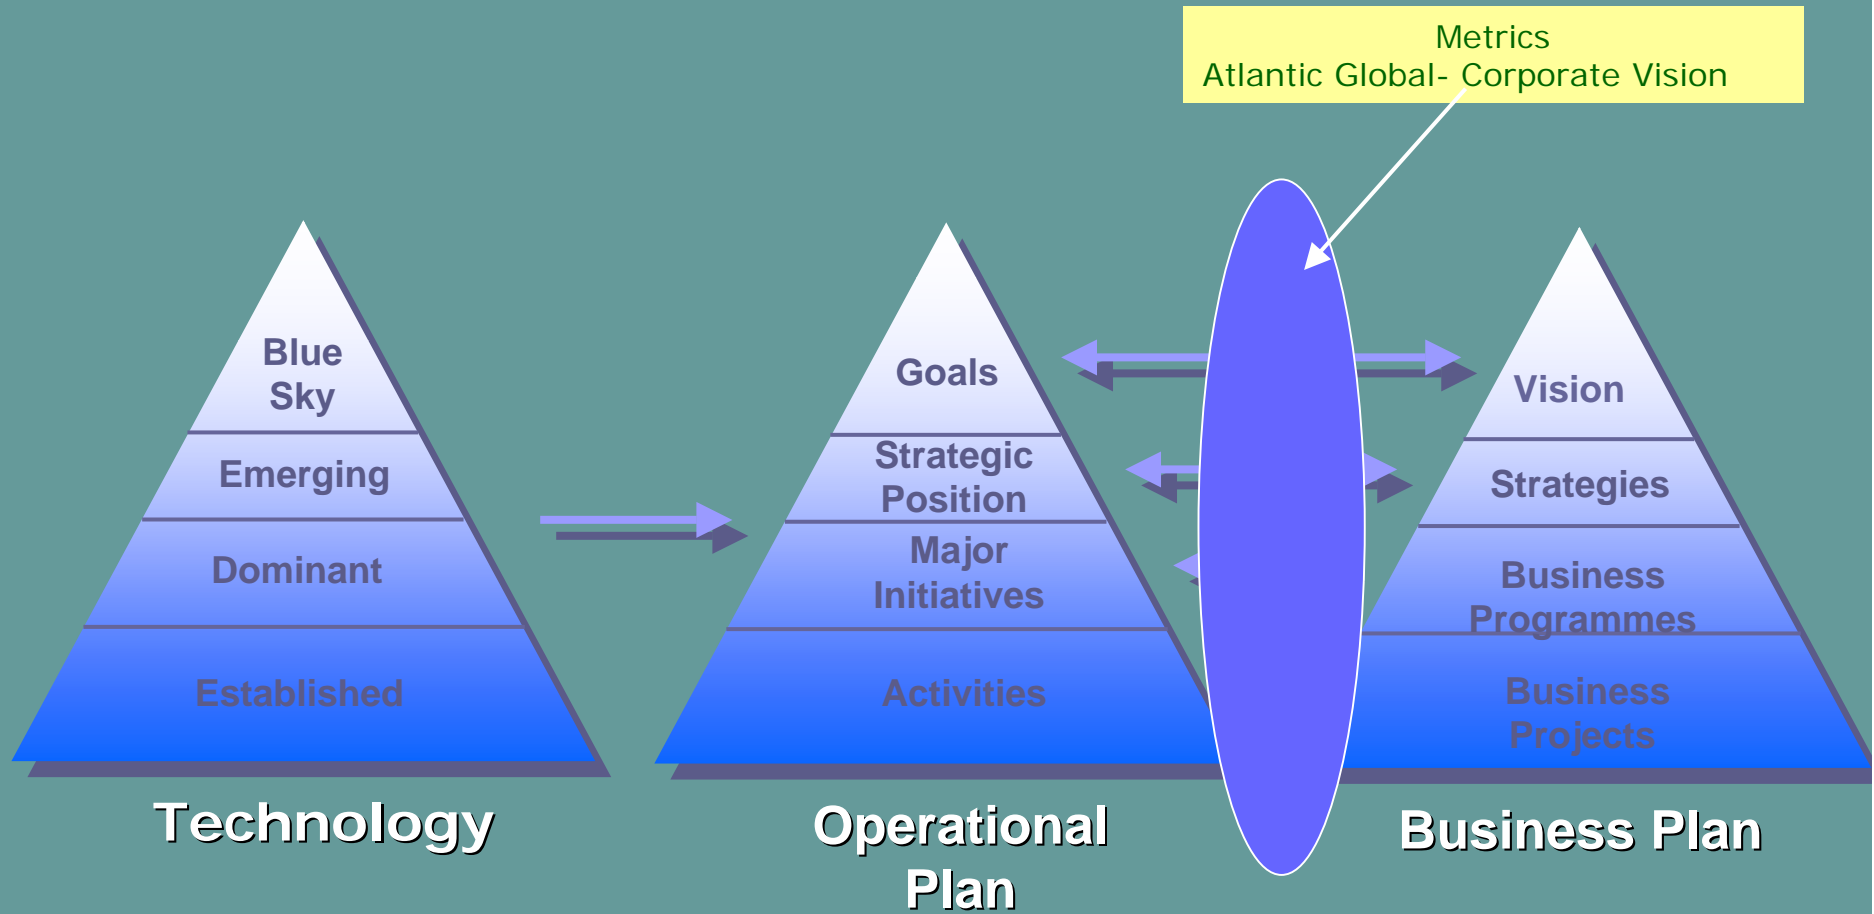 Metrics
Atlantic Global- Corporate Vision
Blue
Sky
Emerging
Dominant
Established
Technology
Goals
Strategic
Position
Major
Initiatives
Activities
Operational
Plan
Vision
Strategies
Business
Programmes
Business
Projects
Business Plan